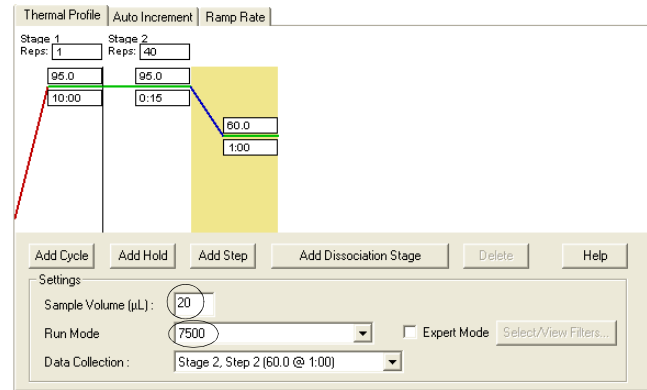 Thermal Profile Auto Increment Ramp Rate
Stage 1 Stage 2
Reps: 1 Reps: 40
95.0 95.0
10:00 0:15
60.0
1:00
Add Cycle Add Hold Add Step Add Dissociation Stage Delete Help
Settings
Sample Volume (µL) : 20
Run Mode 7500 Expert Mode Select/View Filters...
Data Collection : Stage 2, Step 2 (60.0 @ 1:00)